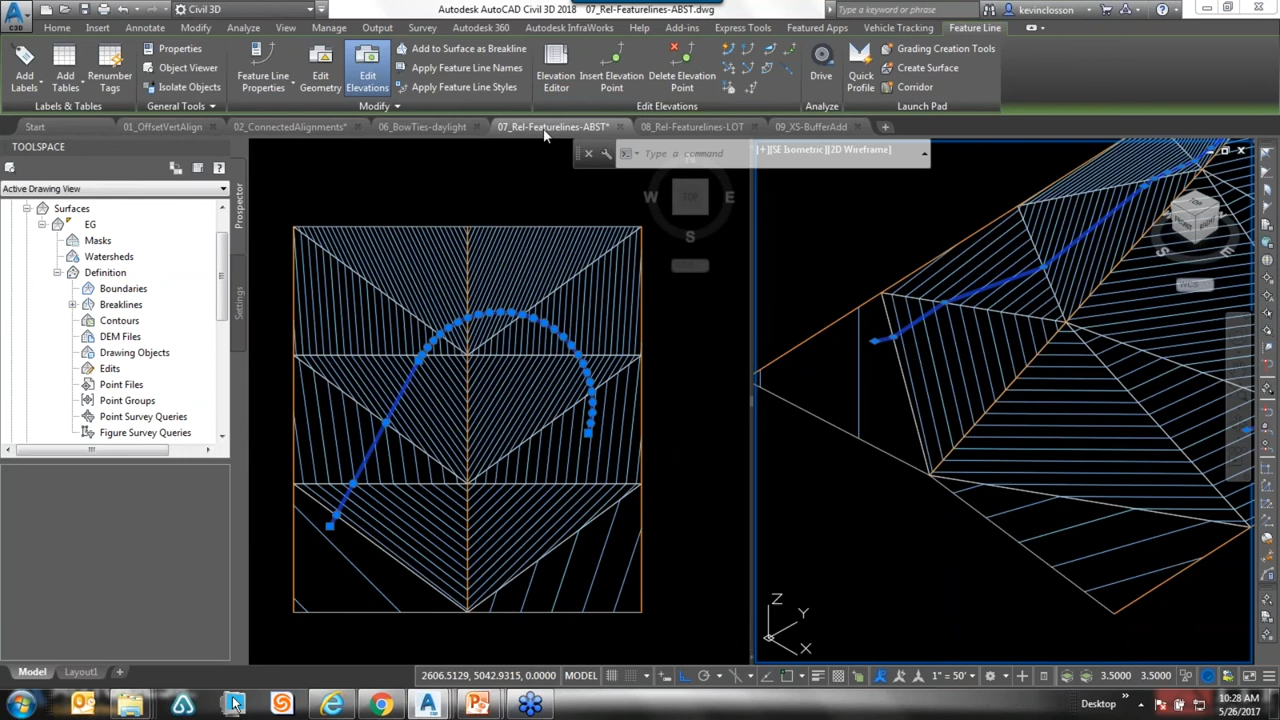 Civil 3D
Autodesk AutoCAD Civil 3D 2018 07_Rel-Featurelines-ABST.dwg
Type a keyword or phrase
kevinclosson
C3D
Home Insert Annotate Modify Analyze View Manage Output Survey Autodesk 360 Autodesk InfraWorks Help Add-ins Express Tools Featured Apps Vehicle Tracking Feature Line
Add Labels
Add Tables
Renumber Tags
Labels & Tables
Properties
Object Viewer
Isolate Objects
General Tools
Feature Line Properties
Edit Geometry
Edit Elevations
Add to Surface as Breakline
Apply Feature Line Names
Apply Feature Line Styles
Modify
Elevation Editor
Insert Elevation Point
Delete Elevation Point
Edit Elevations
Drive
Analyze
Quick Profile
Grading Creation Tools
Create Surface
Corridor
Launch Pad
Start 01_OffsetVertAlign 02_ConnectedAlignments* 06_BowTies-daylight 07_Rel-Featurelines-ABST* 08_Rel-Featurelines-LOT 09_XS-BufferAdd
TOOLSPACE
Active Drawing View
Prospector
Settings
Surfaces
EG
Masks
Watersheds
Definition
Boundaries
Breaklines
Contours
DEM Files
Drawing Objects
Edits
Point Files
Point Groups
Point Survey Queries
Figure Survey Queries
Type a command
[+][SE Isometric][2D Wireframe]
W TOP E
S
TOP
WCS
Z
Y
X
Model Layout1
2606.5129, 5042.9315, 0.0000 MODEL 1" = 50' 3.5000 3.5000
Desktop
10:28 AM
5/26/2017